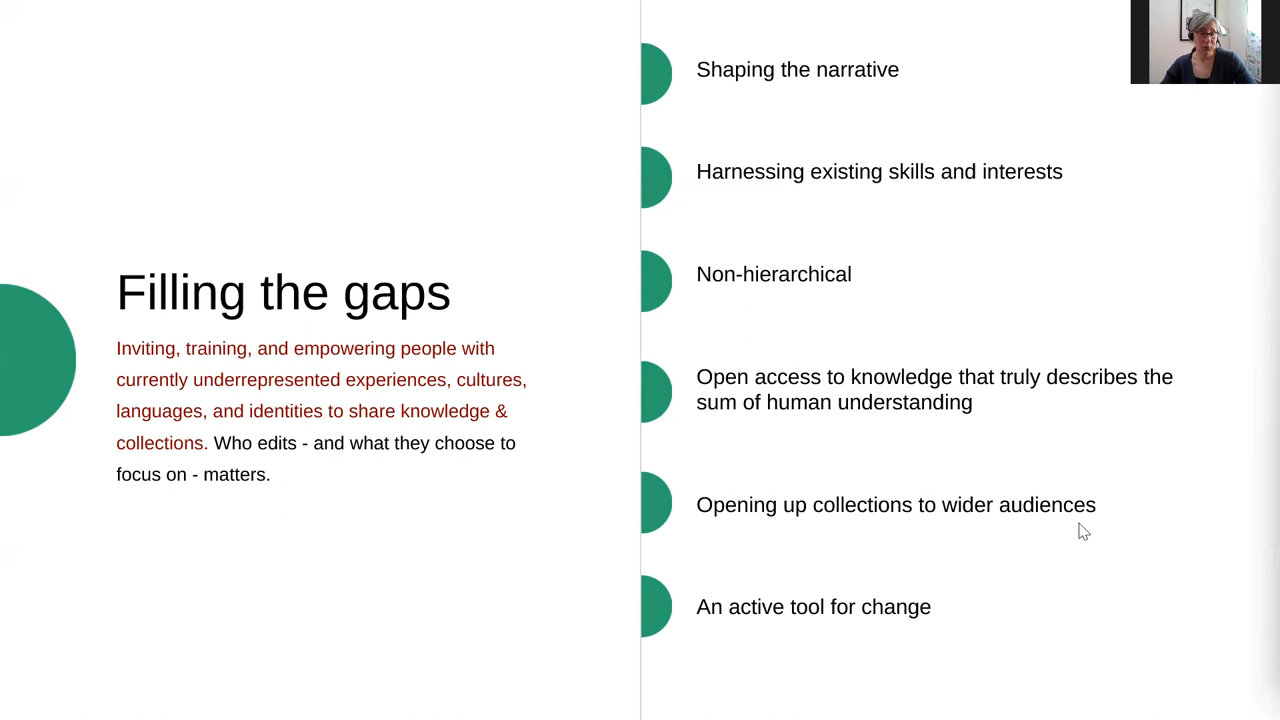 Filling the gaps
Inviting, training, and empowering people with
currently underrepresented experiences, cultures,
languages, and identities to share knowledge &
collections. Who edits - and what they choose to
focus on - matters.
Shaping the narrative
Harnessing existing skills and interests
Non-hierarchical
Open access to knowledge that truly describes the
sum of human understanding
Opening up collections to wider audiences
An active tool for change